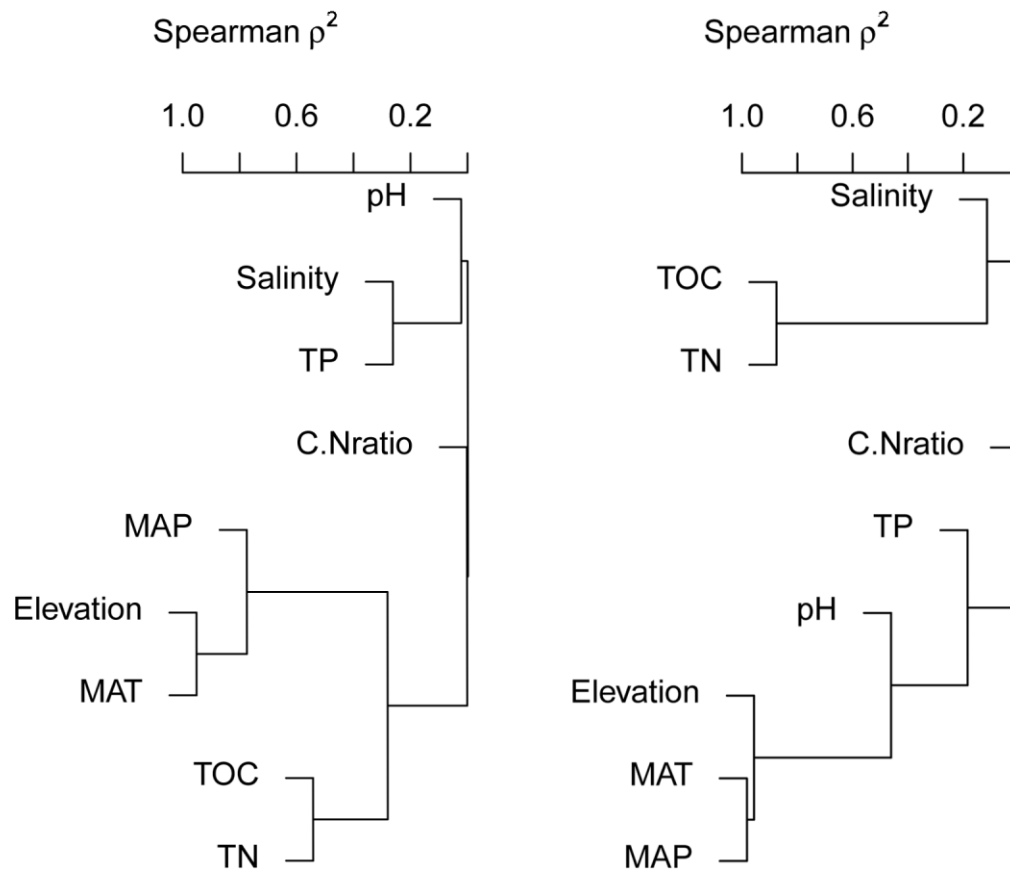 Spearman ρ²
1.0 0.6 0.2
pH
Salinity
TP
C.Nratio
MAP
Elevation
MAT
TOC
TN
Spearman ρ²
1.0 0.6 0.2
Salinity
TOC
TN
C.Nratio
TP
pH
Elevation
MAT
MAP